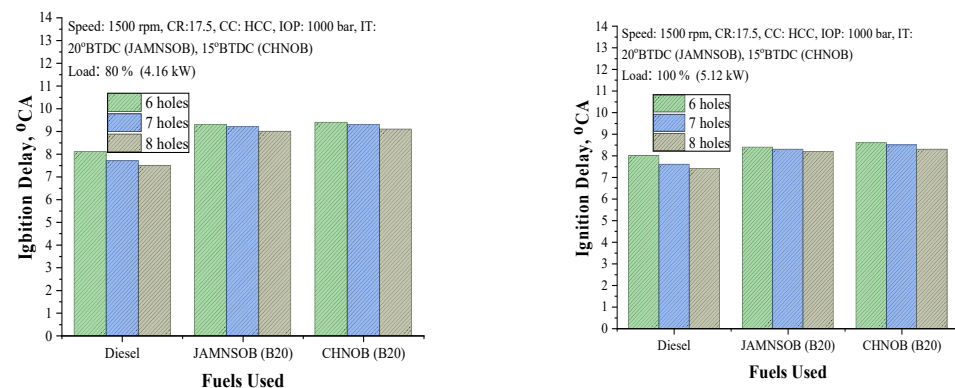 Speed: 1500 rpm, CR:17.5, CC: HCC, IOP: 1000 bar, IT:
20°BTDC (JAMNSOB), 15°BTDC (CHNOB)
Load: 80 % (4.16 kW)
6 holes
7 holes
8 holes
Igbition Delay, °CA
14
13
12
11
10
9
8
7
6
5
4
3
2
1
0
Diesel
JAMNSOB (B20)
CHNOB (B20)
Fuels Used
Speed: 1500 rpm, CR:17.5, CC: HCC, IOP: 1000 bar, IT:
20°BTDC (JAMNSOB), 15°BTDC (CHNOB)
Load: 100 % (5.12 kW)
6 holes
7 holes
8 holes
Ignition Delay, °CA
14
13
12
11
10
9
8
7
6
5
4
3
2
1
0
Diesel
JAMNSOB (B20)
CHNOB (B20)
Fuels Used